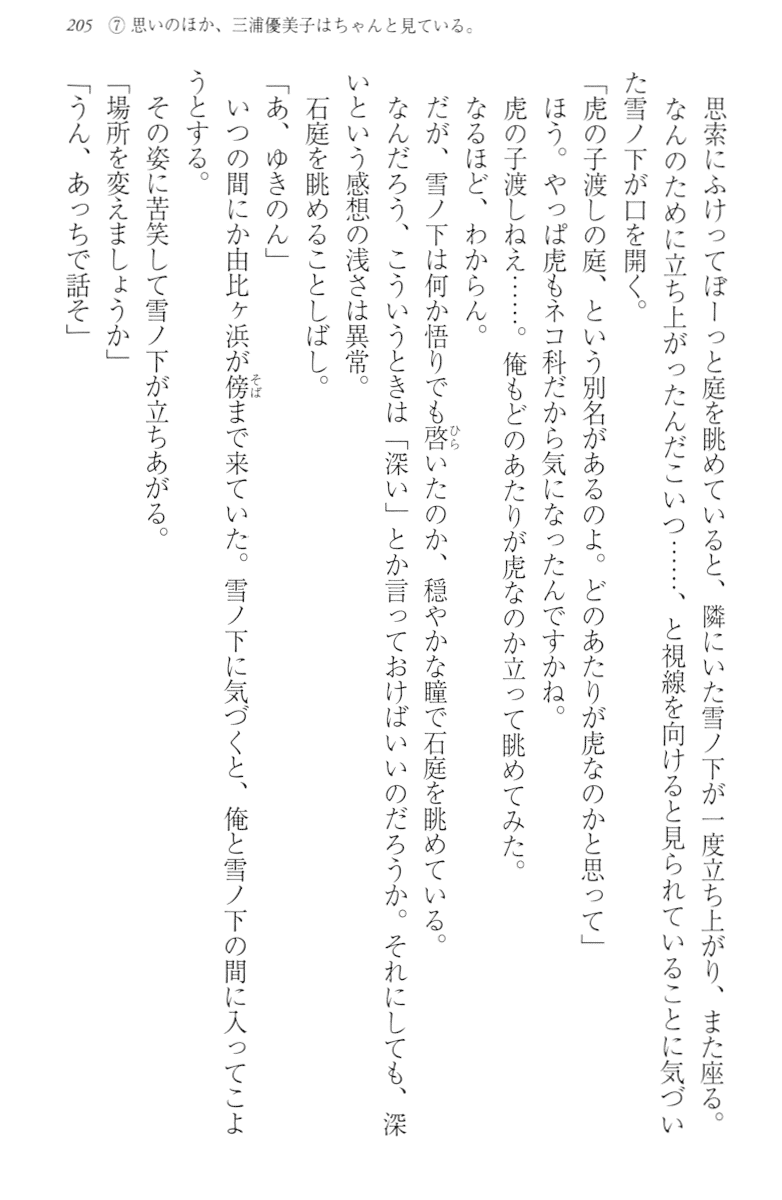 205 ⑦ 思いのほか、三浦優美子はちゃんと見ている。
思索にふけってぽーっと庭を眺めていると、隣にいた雪ノ下が一度立ち上がり、また座る。
なんのために立ち上がったんだこいつ……、と視線を向けると見られていることに気づい
た雪ノ下が口を開く。
「虎の子渡しの庭、という別名があるのよ。どのあたりが虎なのかと思って」
ほう。やっぱ虎もネコ科だから気になったんですかね。
虎の子渡しねえ……。俺もどのあたりが虎なのか立って眺めてみた。
なるほど、わからん。
だが、雪ノ下は何か悟りでも啓いたのか、穏やかな瞳で石庭を眺めている。
なんだろう、こういうときは「深い」とか言っておけばいいのだろうか。それにしても、深
いという感想の浅さは異常。
石庭を眺めることしばし。
「あ、ゆきのん」
いつの間にか由比ヶ浜が傍まで来ていた。雪ノ下に気づくと、俺と雪ノ下の間に入ってこよ
うとする。
その姿に苦笑して雪ノ下が立ちあがる。
「場所を変えましょうか」
「うん、あっちで話そ」